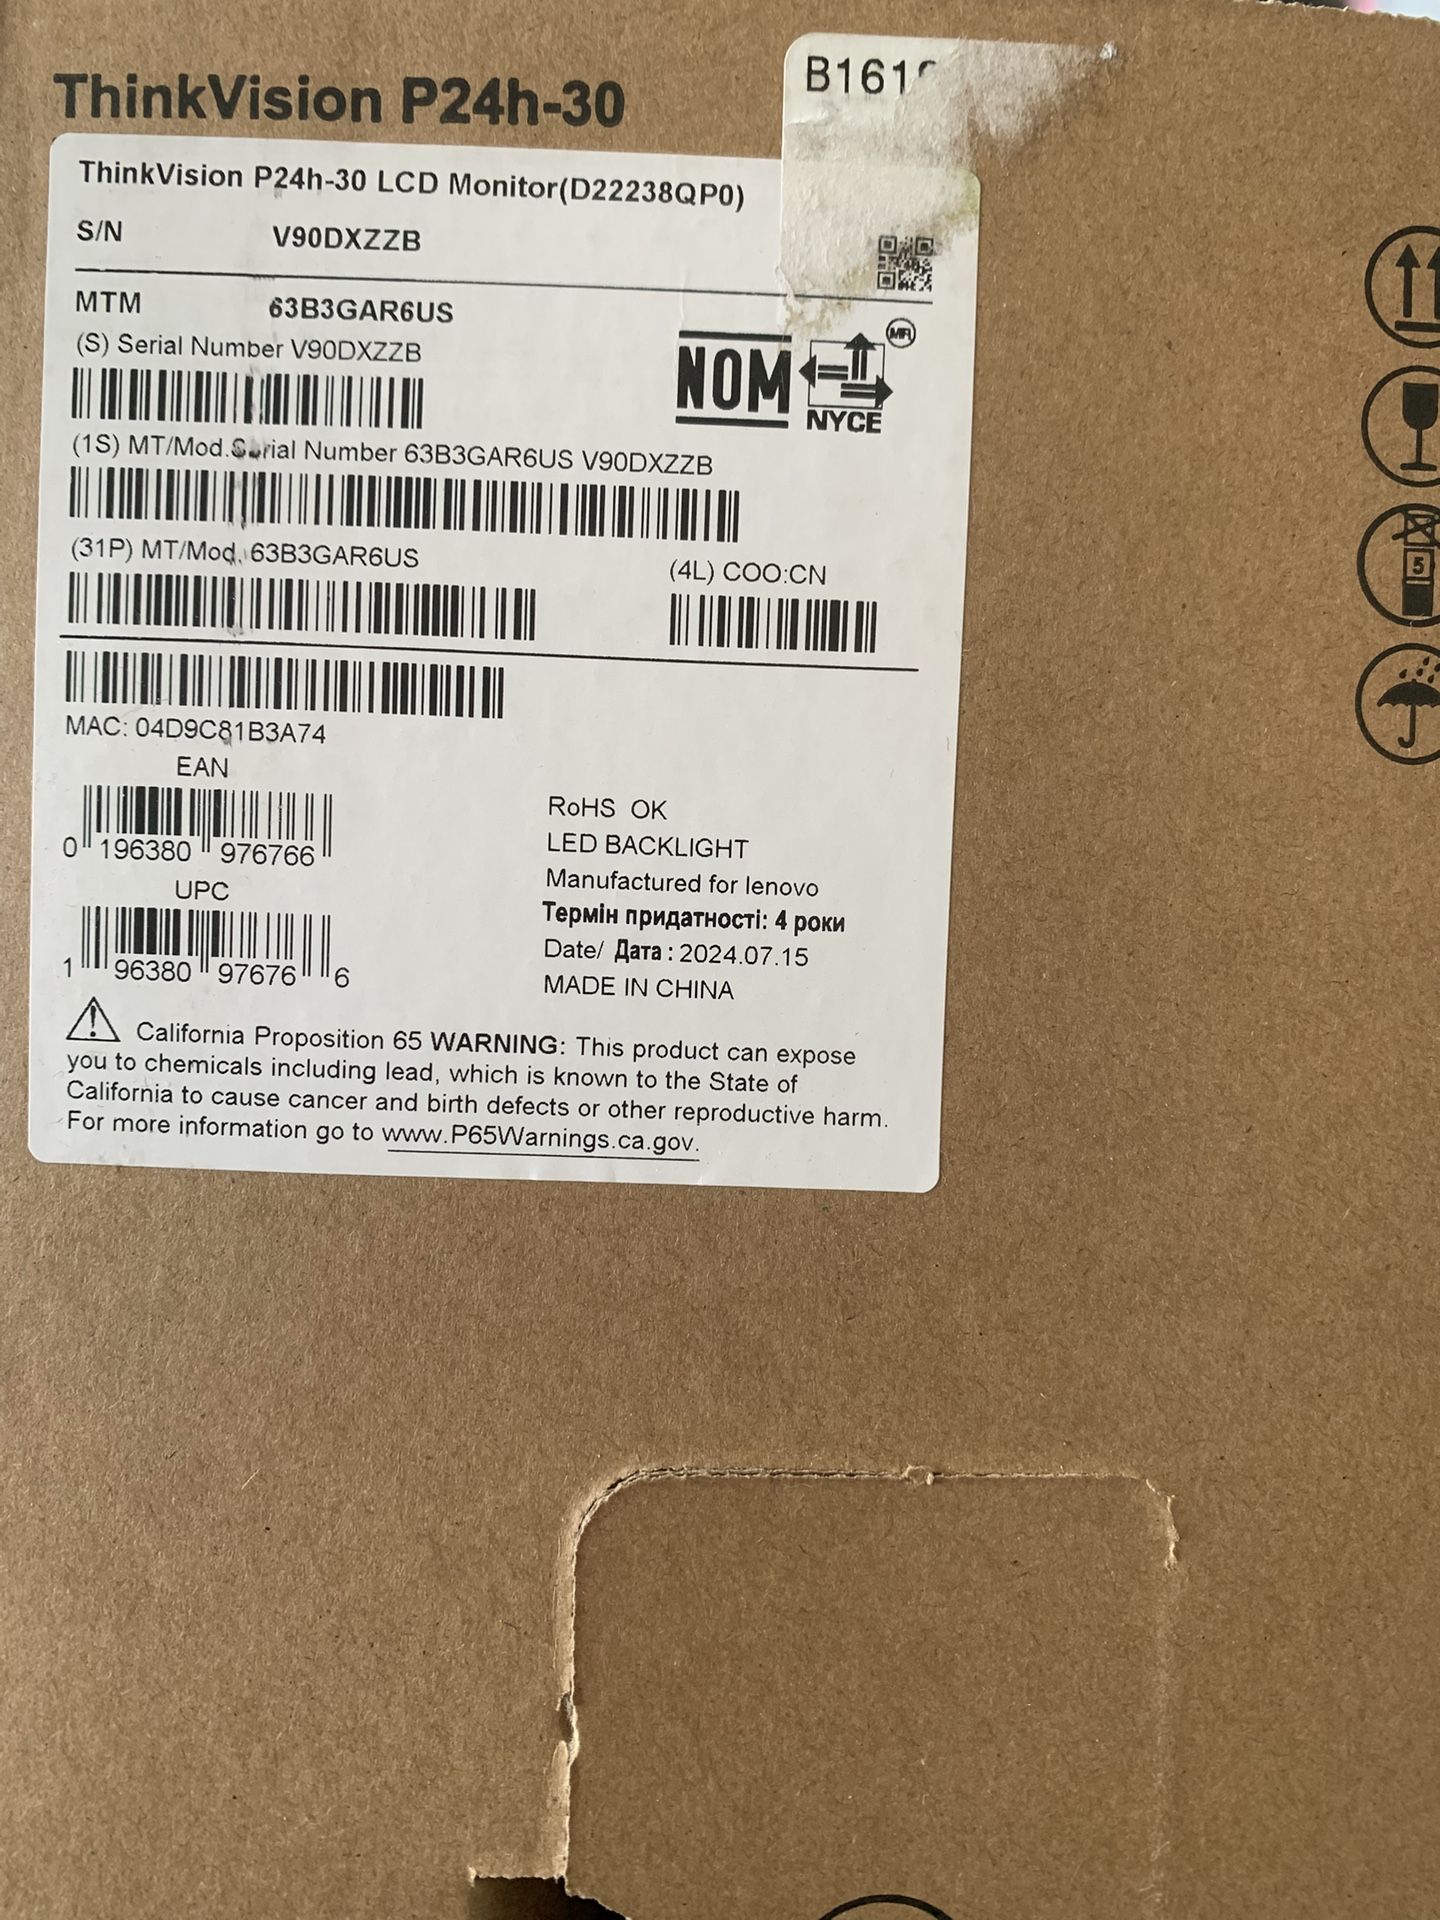 ThinkVision P24h-30
ThinkVision P24h-30 LCD Monitor(D22238QP0)
S/N V90DXZZB
MTM 63B3GAR6US
(S) Serial Number V90DXZZB
NOM
NYCE
(1S) MT/Mod.Serial Number 63B3GAR6US V90DXZZB
(31P) MT/Mod. 63B3GAR6US
(4L) COO:CN
MAC: 04D9C81B3A74
EAN
0 196380 976766
UPC
1 96380 97676 6
RoHS OK
LED BACKLIGHT
Manufactured for lenovo
Термін придатності: 4 роки
Date/ Дата : 2024.07.15
MADE IN CHINA
California Proposition 65 WARNING: This product can expose
you to chemicals including lead, which is known to the State of
California to cause cancer and birth defects or other reproductive harm.
For more information go to www.P65Warnings.ca.gov.
5